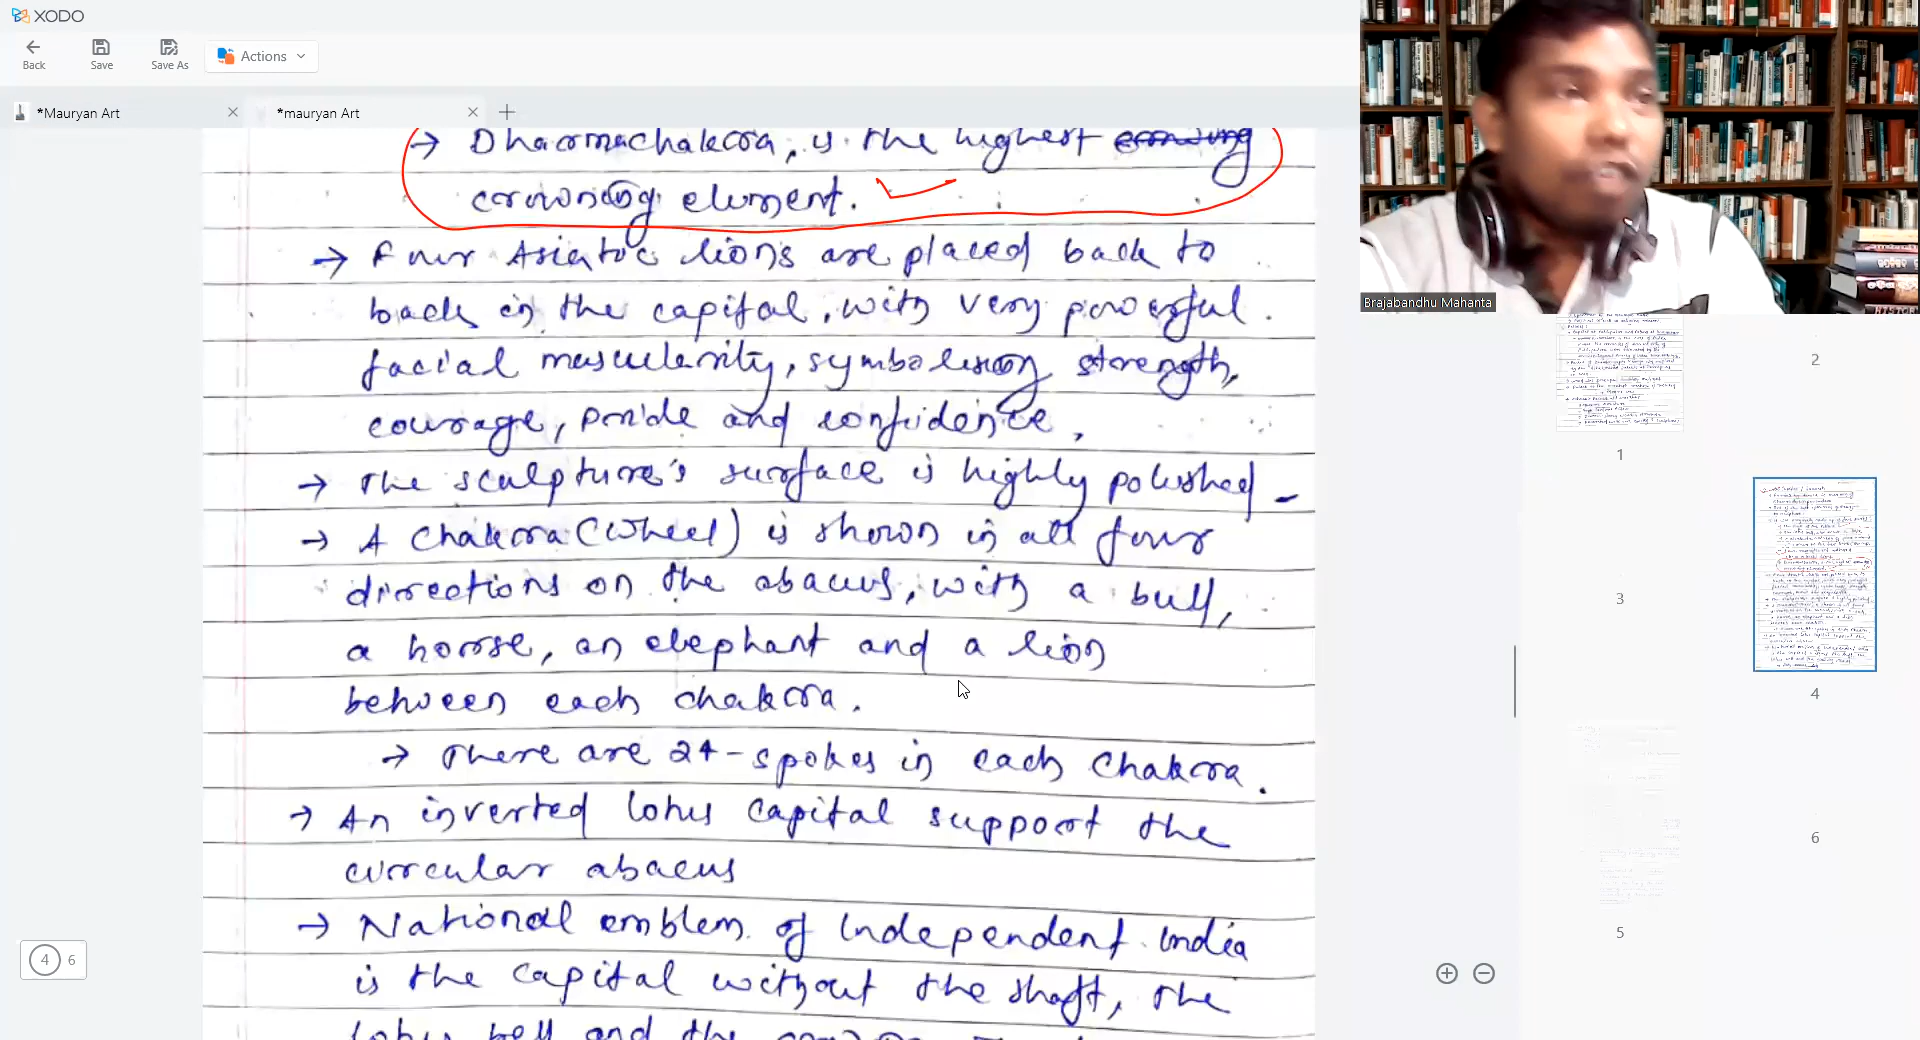 XODO
Back
Save
Save As
Actions
*Mauryan Art
*mauryan Art
→ Dharmachakra, is the highest
crowning element.
→ Four Asiatic lions are placed back to
back in the capital, with very powerful
facial muscularity, symbolising strength,
courage, pride and confidence,
→ The sculpture's surface is highly polished -
→ A Chakra (wheel) is shown in all four
directions on the abacus, with a bull,
a horse, an elephant and a lion
between each chakra.
→ There are 24-spokes in each Chakra.
→ An inverted lotus capital support the
circular abacus
→ National emblem of Independent India
is the capital without the shaft, the
lotus bell and the
4 6
Brajabandhu Mahanta
2
1
3
4
6
5